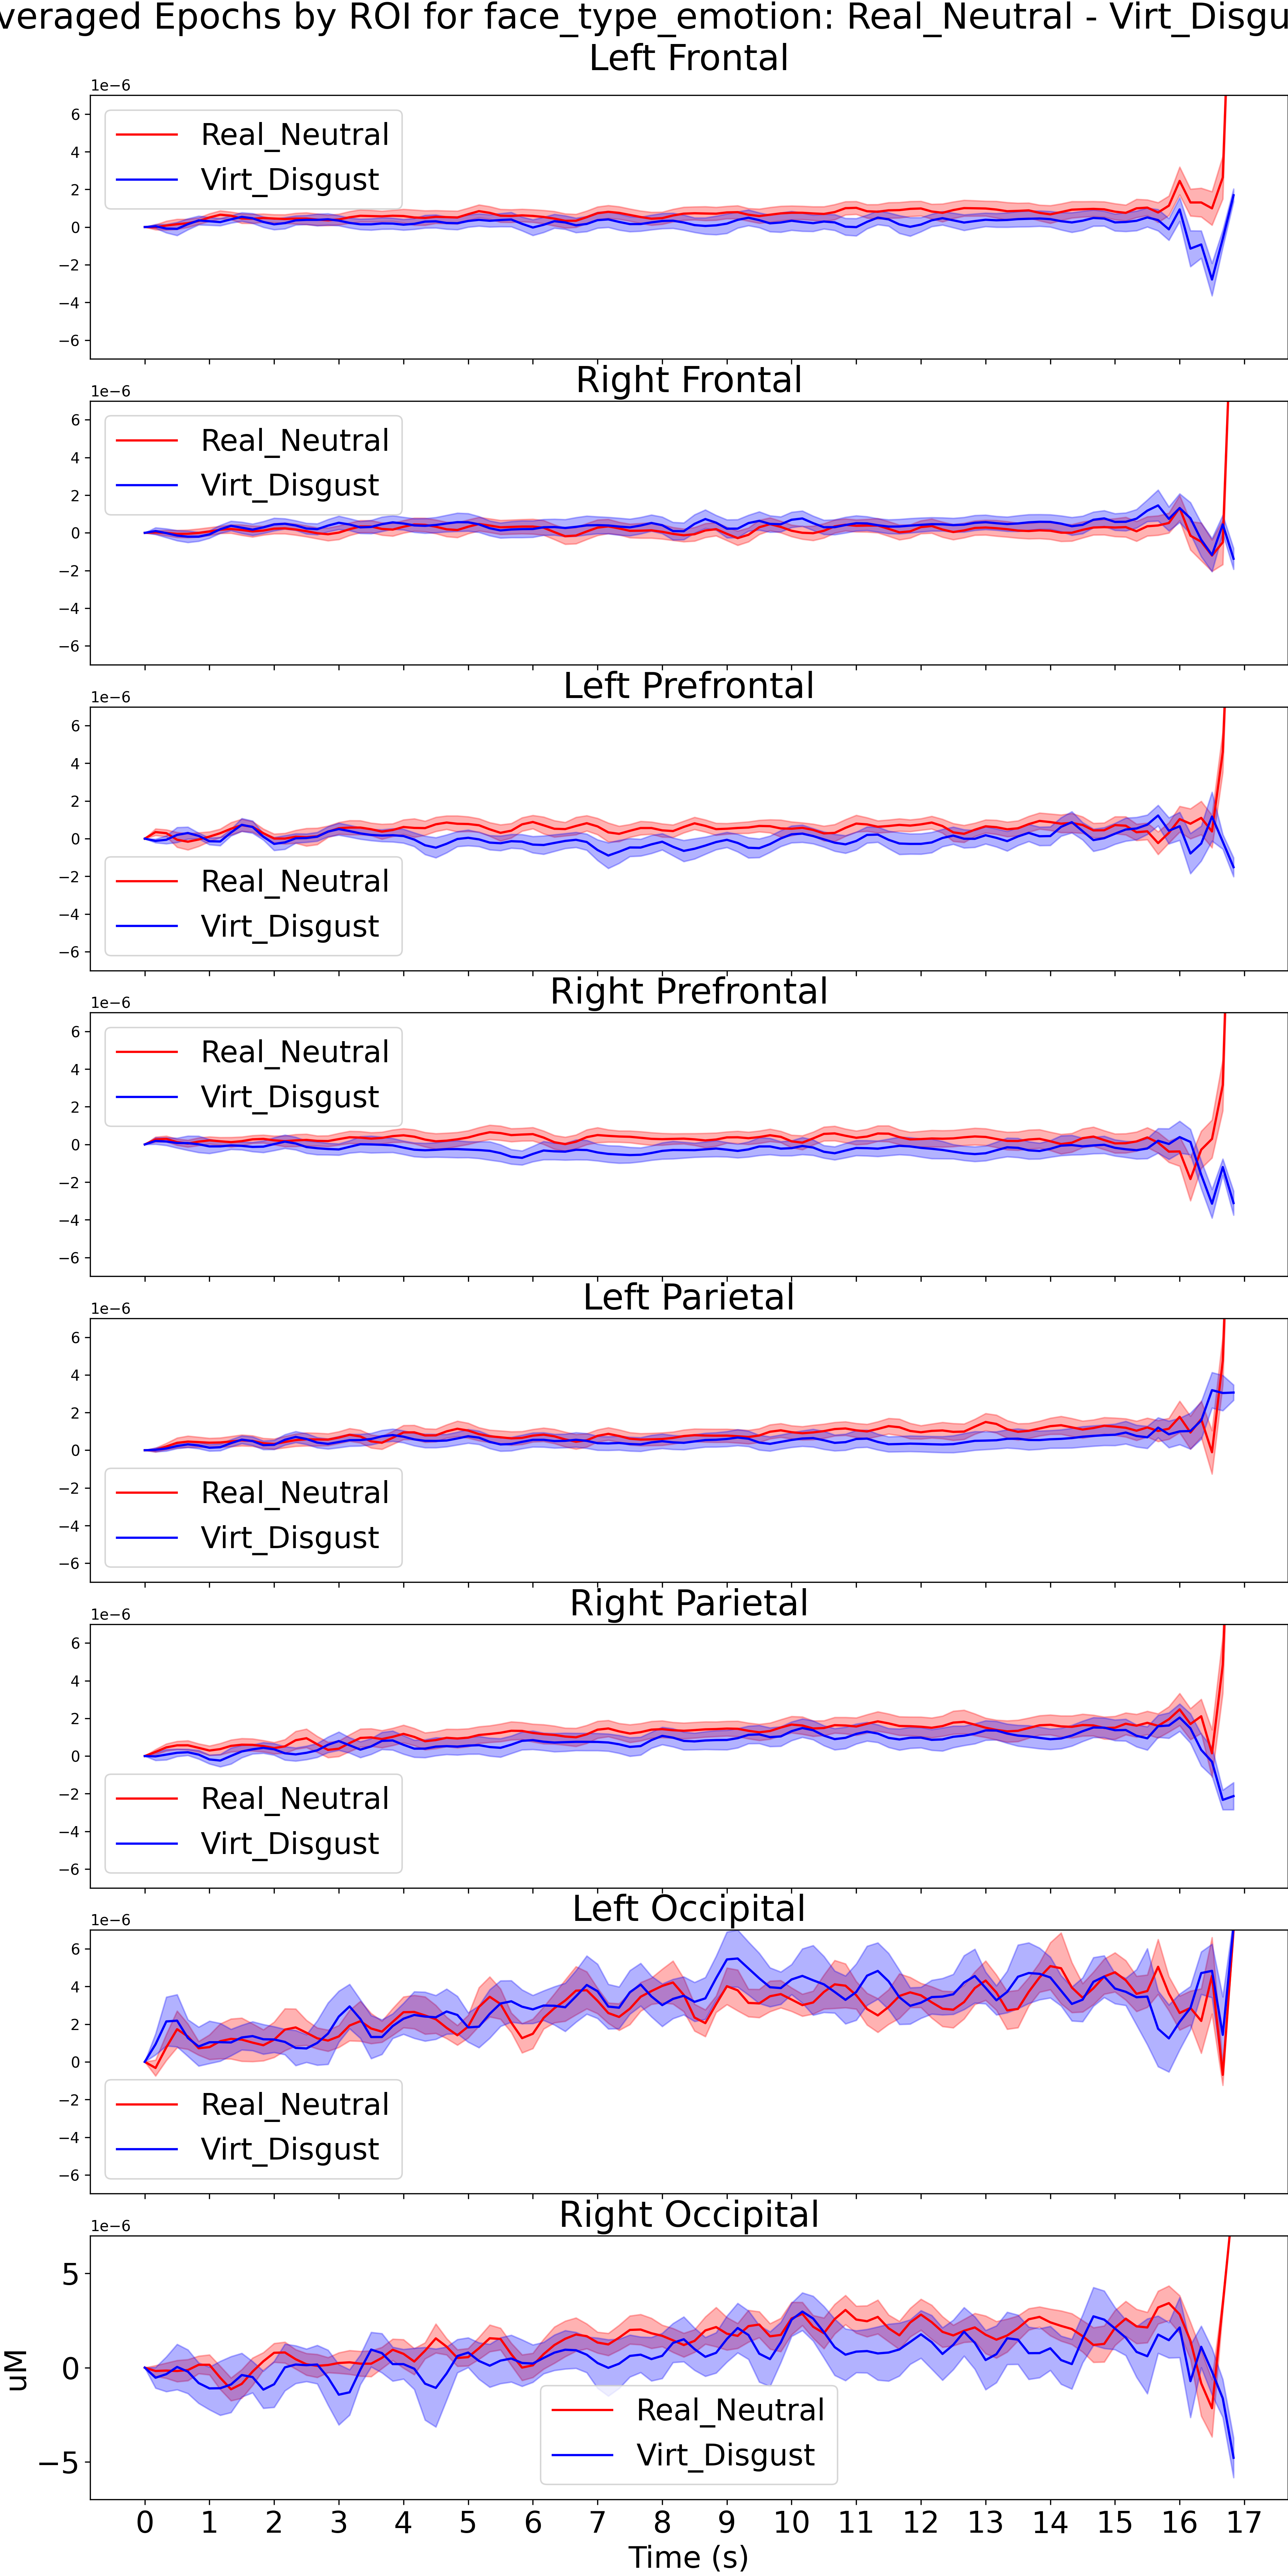 veraged Epochs by ROI for face_type_emotion: Real_Neutral - Virt_Disgu
Left Frontal
1e−6
6
4
2
0
−2
−4
−6
Real_Neutral
Virt_Disgust
Right Frontal
1e−6
6
4
2
0
−2
−4
−6
Real_Neutral
Virt_Disgust
Left Prefrontal
1e−6
6
4
2
0
−2
−4
−6
Real_Neutral
Virt_Disgust
Right Prefrontal
1e−6
6
4
2
0
−2
−4
−6
Real_Neutral
Virt_Disgust
Left Parietal
1e−6
6
4
2
0
−2
−4
−6
Real_Neutral
Virt_Disgust
Right Parietal
1e−6
6
4
2
0
−2
−4
−6
Real_Neutral
Virt_Disgust
Left Occipital
1e−6
6
4
2
0
−2
−4
−6
Real_Neutral
Virt_Disgust
Right Occipital
1e−6
5
0
−5
uM
Real_Neutral
Virt_Disgust
0 1 2 3 4 5 6 7 8 9 10 11 12 13 14 15 16 17
Time (s)